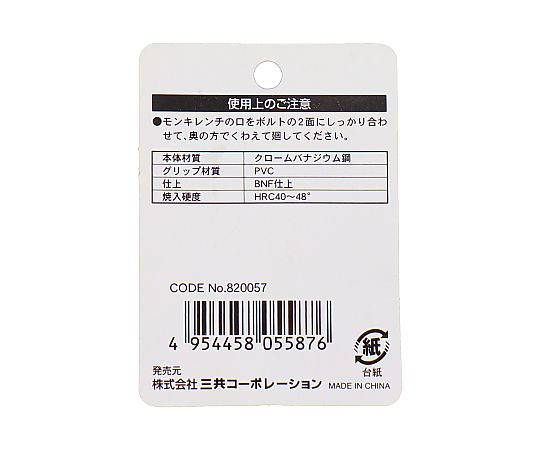 使用上のご注意
●モンキレンチの口をボルトの2面にしっかり合わ
せて、奥の方でくわえて廻してください。
本体材質 クロームバナジウム鋼
グリップ材質 PVC
仕上 BNF仕上
焼入硬度 HRC40〜48°
CODE No.820057
4 954458 055876
紙
台紙
発売元
株式会社 三共コーポレーション MADE IN CHINA